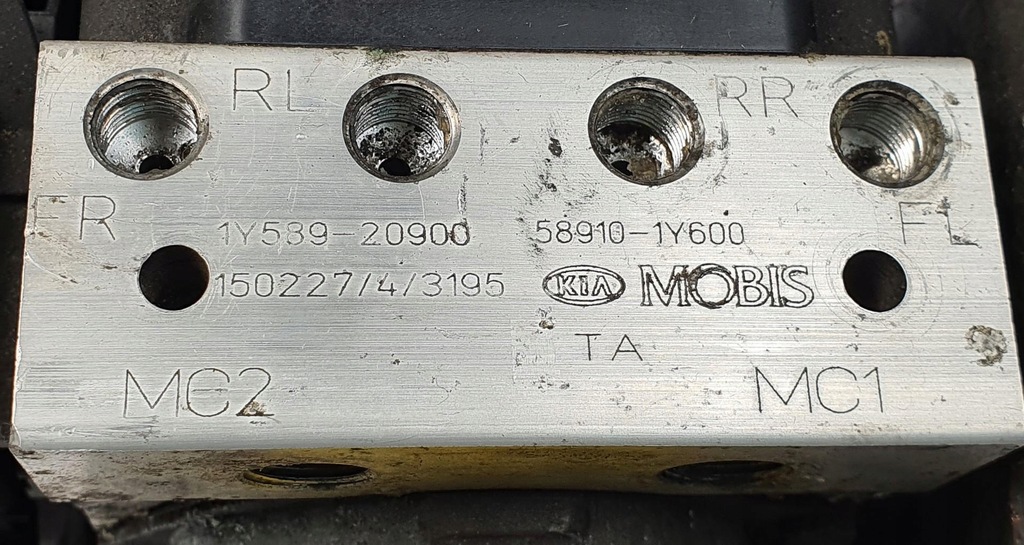 RL RR
FR FL
1Y589-20900 58910-1Y600
150227/4/3195 KIA MOBIS
TA
MC2 MC1